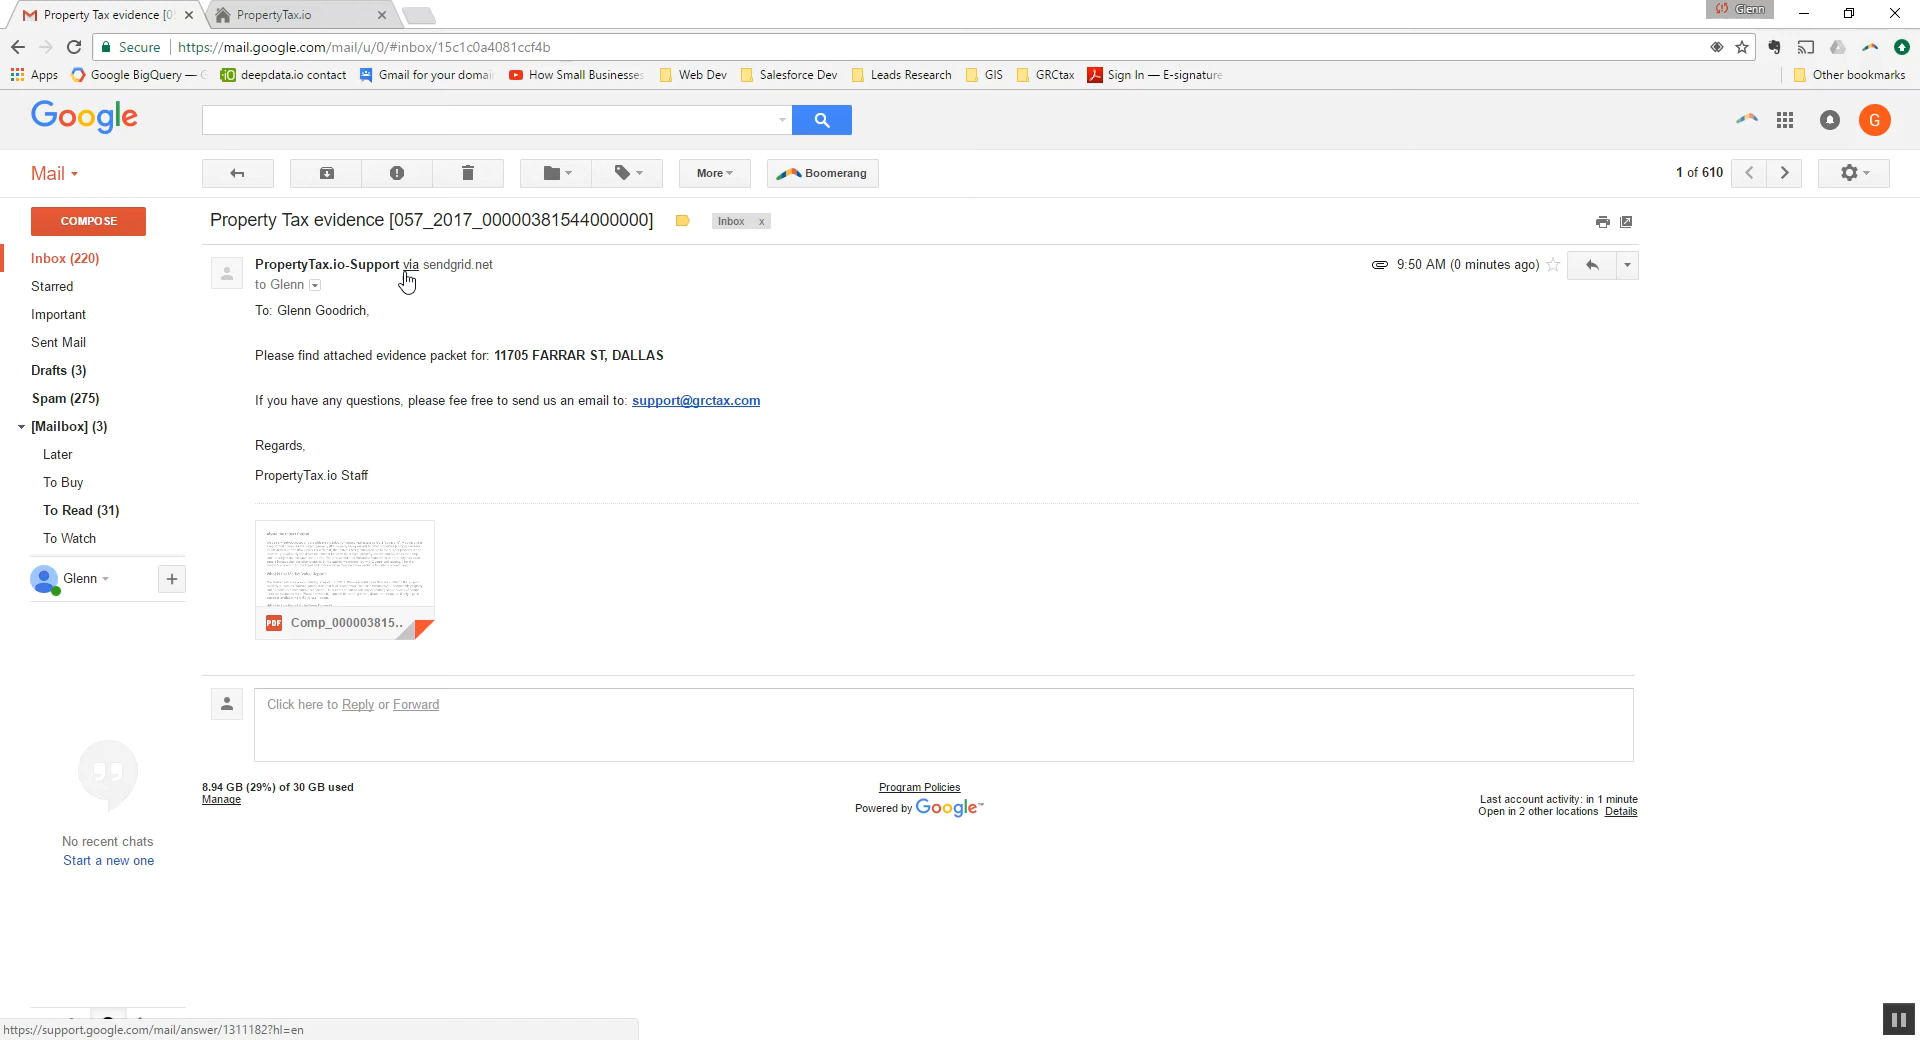 Property Tax evidence [0
PropertyTax.io
Glenn
Secure
https://mail.google.com/mail/u/0/#inbox/15c1c0a4081ccf4b
Apps
Google BigQuery —
deepdata.io contact
Gmail for your domai
How Small Businesses
Web Dev
Salesforce Dev
Leads Research
GIS
GRCtax
Sign In — E-signature
Other bookmarks
Google
G
Mail
More
Boomerang
1 of 610
COMPOSE
Property Tax evidence [057_2017_00000381544000000]
Inbox x
Inbox (220)
Starred
Important
Sent Mail
Drafts (3)
Spam (275)
[Mailbox] (3)
Later
To Buy
To Read (31)
To Watch
Glenn
+
PropertyTax.io-Support via sendgrid.net
9:50 AM (0 minutes ago)
to Glenn
To: Glenn Goodrich,
Please find attached evidence packet for: 11705 FARRAR ST, DALLAS
If you have any questions, please fee free to send us an email to: support@grctax.com
Regards,
PropertyTax.io Staff
PDF
Comp_000003815..
Click here to Reply or Forward
8.94 GB (29%) of 30 GB used
Manage
Program Policies
Powered by Google™
Last account activity: in 1 minute
Open in 2 other locations Details
No recent chats
Start a new one
https://support.google.com/mail/answer/1311182?hl=en